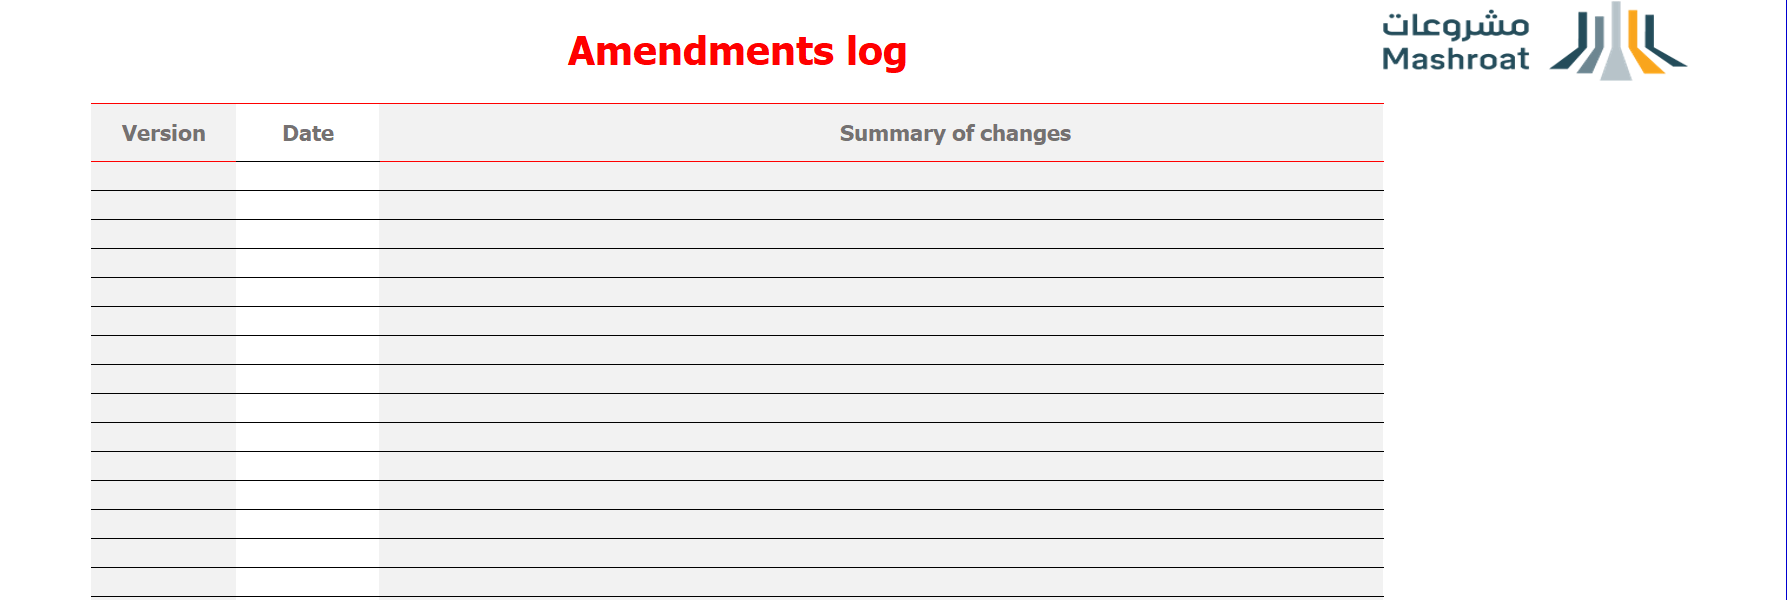 Amendments log
مشروعات
Mashroat
Version Date Summary of changes